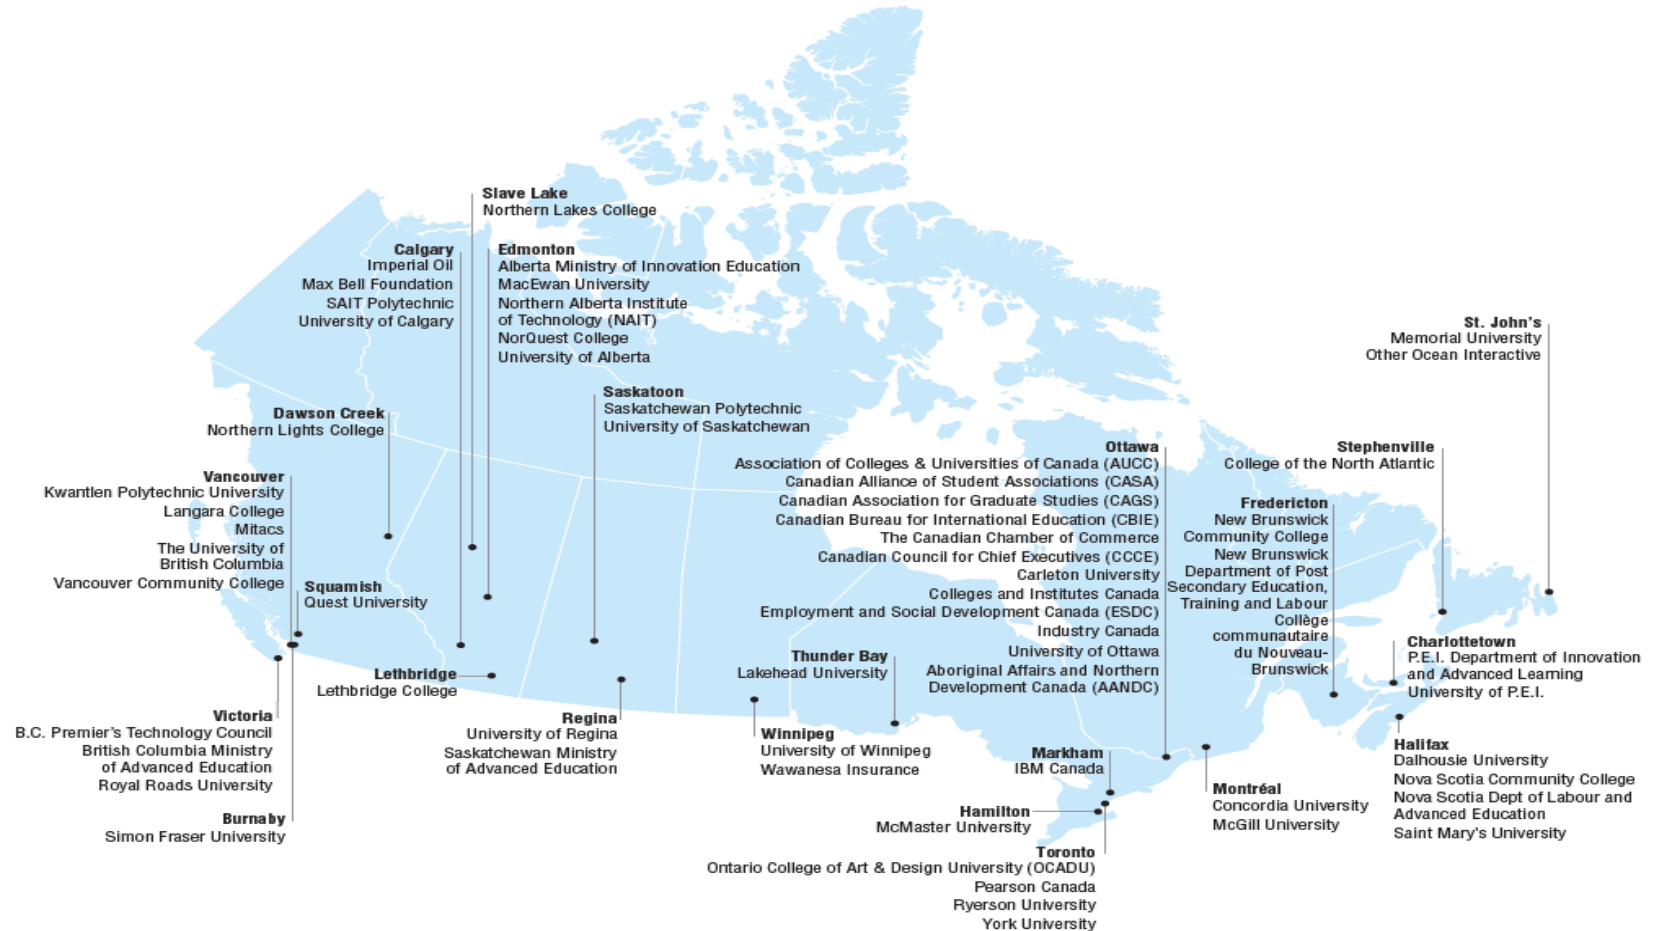 Slave Lake
Northern Lakes College
Calgary
Imperial Oil
Max Bell Foundation
SAIT Polytechnic
University of Calgary
Edmonton
Alberta Ministry of Innovation Education
MacEwan University
Northern Alberta Institute
of Technology (NAIT)
NorQuest College
University of Alberta
St. John's
Memorial University
Other Ocean Interactive
Saskatoon
Saskatchewan Polytechnic
University of Saskatchewan
Dawson Creek
Northern Lights College
Vancouver
Kwantlen Polytechnic University
Langara College
Mitacs
The University of
British Columbia
Vancouver Community College
Squamish
Quest University
Ottawa
Association of Colleges & Universities of Canada (AUCC)
Canadian Alliance of Student Associations (CASA)
Canadian Association for Graduate Studies (CAGS)
Canadian Bureau for International Education (CBIE)
The Canadian Chamber of Commerce
Canadian Council for Chief Executives (CCCE)
Carleton University
Colleges and Institutes Canada
Employment and Social Development Canada (ESDC)
Industry Canada
University of Ottawa
Aboriginal Affairs and Northern
Development Canada (AANDC)
Stephenville
College of the North Atlantic
Fredericton
New Brunswick
Community College
New Brunswick
Department of Post
Secondary Education,
Training and Labour
Collège
communautaire
du Nouveau-
Brunswick
Charlottetown
P.E.I. Department of Innovation
and Advanced Learning
University of P.E.I.
Thunder Bay
Lakehead University
Lethbridge
Lethbridge College
Victoria
B.C. Premier's Technology Council
British Columbia Ministry
of Advanced Education
Royal Roads University
Regina
University of Regina
Saskatchewan Ministry
of Advanced Education
Winnipeg
University of Winnipeg
Wawanesa Insurance
Markham
IBM Canada
Halifax
Dalhousie University
Nova Scotia Community College
Nova Scotia Dept of Labour and
Advanced Education
Saint Mary's University
Montréal
Concordia University
McGill University
Burnaby
Simon Fraser University
Hamilton
McMaster University
Toronto
Ontario College of Art & Design University (OCADU)
Pearson Canada
Ryerson University
York University